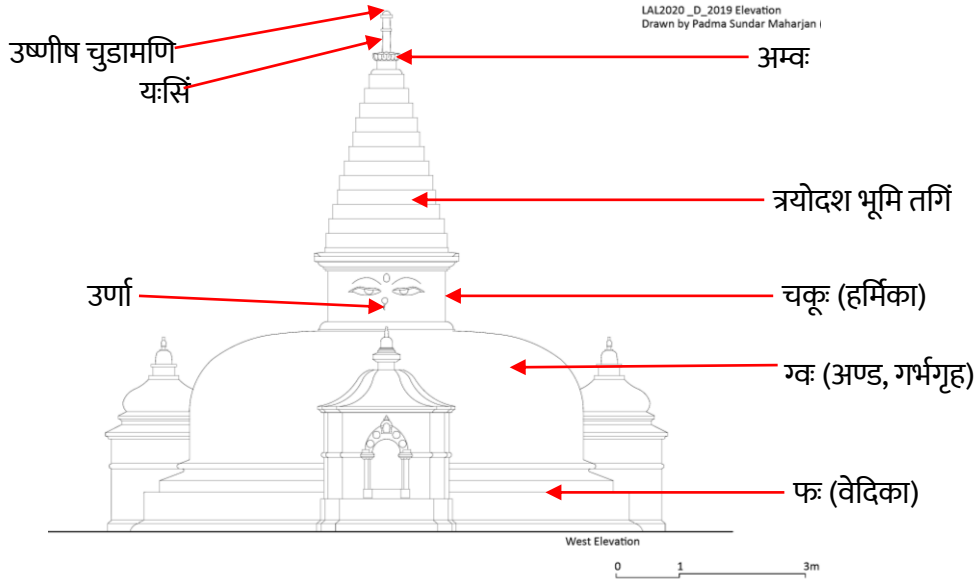 LAL2020 _D_2019 Elevation
Drawn by Padma Sundar Maharjan (
उष्णीष चुडामणि
अम्वः
यःसिं
त्रयोदश भूमि तगिं
उर्णा
चकूः (हर्मिका)
ग्वः (अण्ड, गर्भगृह)
फः (वेदिका)
West Elevation
0 1 3m